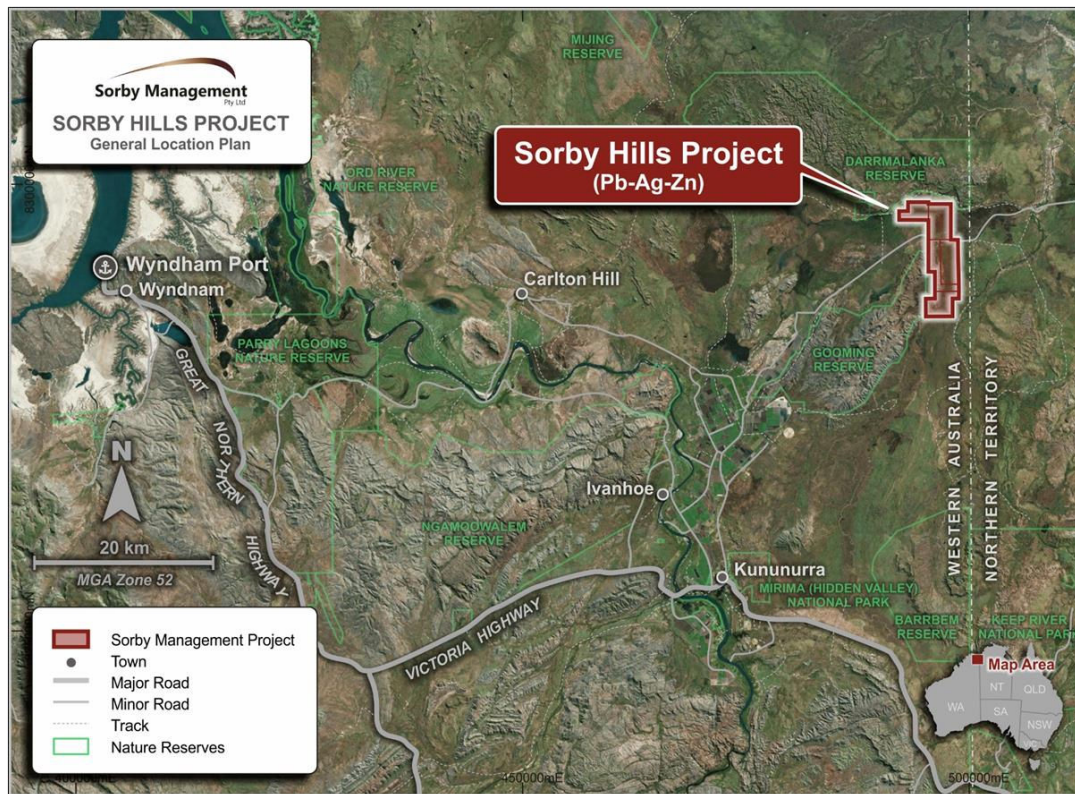 Sorby Management
Pty Ltd
SORBY HILLS PROJECT
General Location Plan
MIJING
RESERVE
Sorby Hills Project
(Pb-Ag-Zn)
DARRMALANKA
RESERVE
ORD RIVER
NATURE RESERVE
Wyndham Port
Wyndnam
Carlton Hill
PARRY LAGOONS
NATURE RESERVE
GOOMING
RESERVE
GREAT NORTHERN HIGHWAY
WESTERN AUSTRALIA
NORTHERN TERRITORY
N
20 km
MGA Zone 52
Ivanhoe
NGAMOOWALEM
RESERVE
Kununurra
MIRIMA (HIDDEN VALLEY)
NATIONAL PARK
VICTORIA HIGHWAY
BARRBEM
RESERVE
KEEP RIVER
NATIONAL PARK
Map Area
WA
NT
QLD
SA
NSW
Sorby Management Project
Town
Major Road
Minor Road
Track
Nature Reserves
450000mE
500000mE